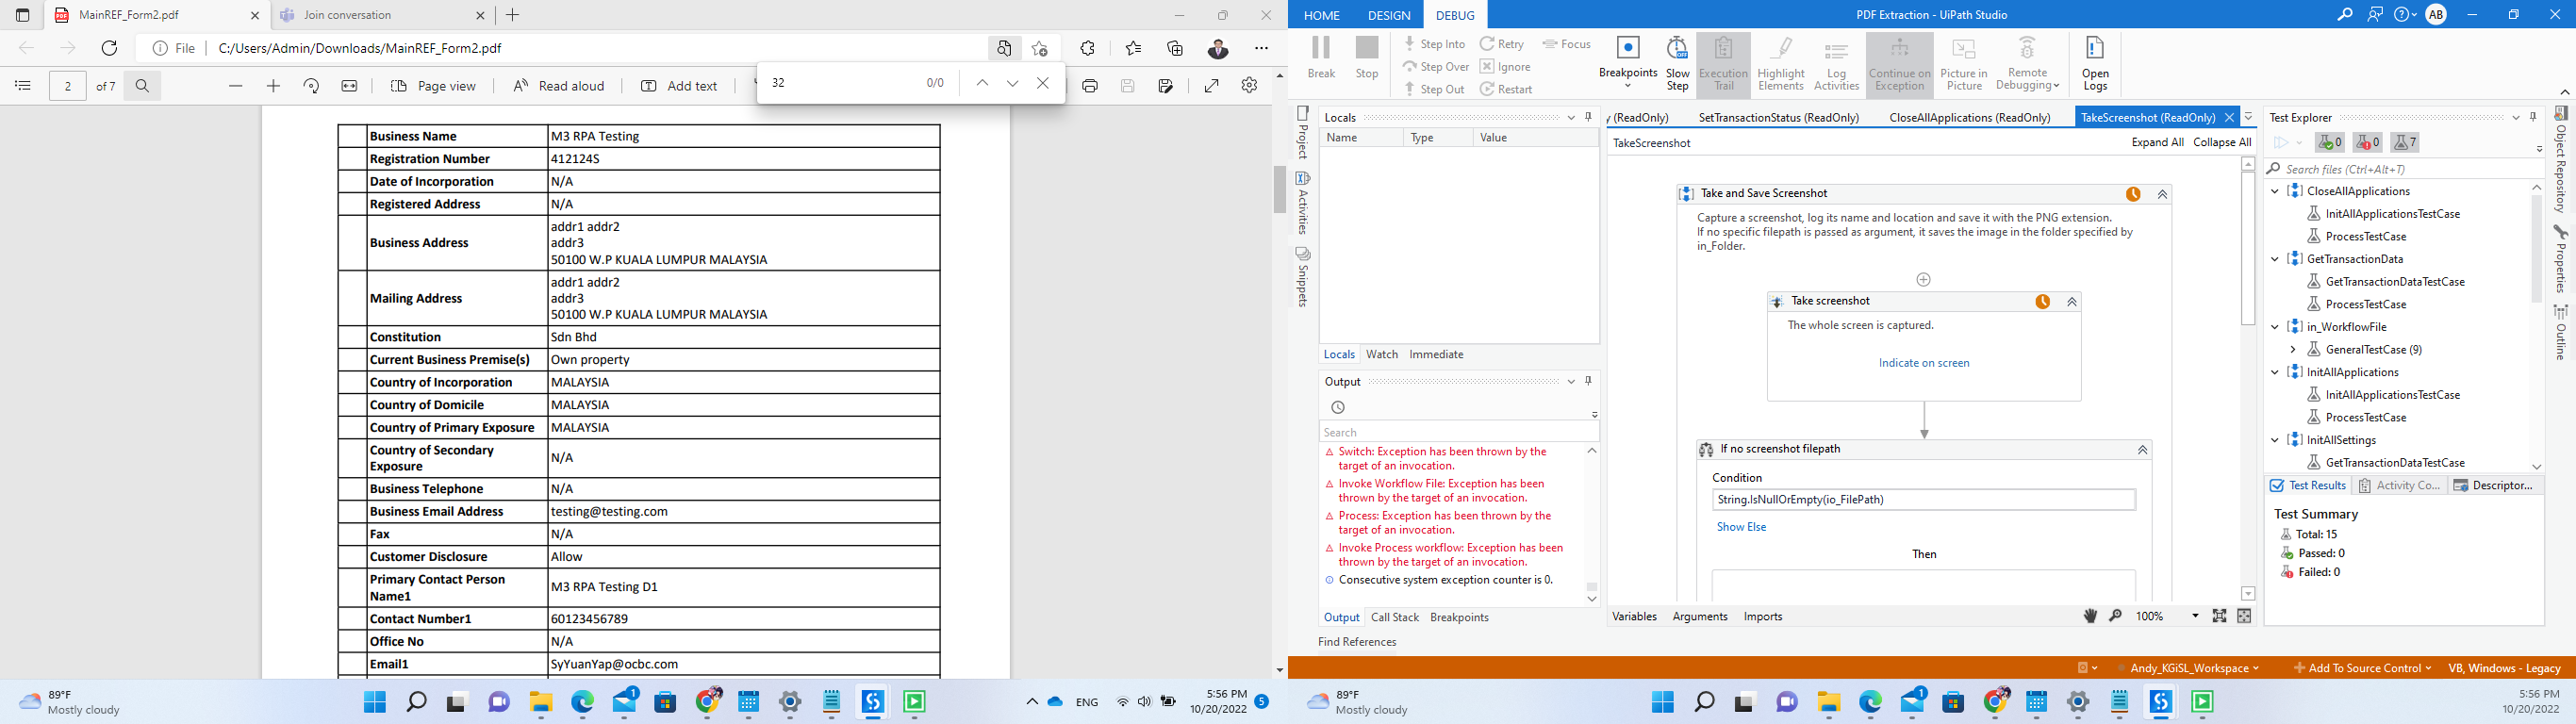 MainREF_Form2.pdf
Join conversation
File
C:/Users/Admin/Downloads/MainREF_Form2.pdf
2 of 7
Page view
Read aloud
Add text
32
0/0
Business Name M3 RPA Testing
Registration Number 412124S
Date of Incorporation N/A
Registered Address N/A
Business Address
addr1 addr2
addr3
50100 W.P KUALA LUMPUR MALAYSIA
Mailing Address
addr1 addr2
addr3
50100 W.P KUALA LUMPUR MALAYSIA
Constitution Sdn Bhd
Current Business Premise(s) Own property
Country of Incorporation MALAYSIA
Country of Domicile MALAYSIA
Country of Primary Exposure MALAYSIA
Country of Secondary
Exposure
N/A
Business Telephone N/A
Business Email Address testing@testing.com
Fax N/A
Customer Disclosure Allow
Primary Contact Person
Name1
M3 RPA Testing D1
Contact Number1 60123456789
Office No N/A
Email1 SyYuanYap@ocbc.com
89°F
Mostly cloudy
1
ENG
5:56 PM
10/20/2022
5
HOME DESIGN DEBUG
PDF Extraction - UiPath Studio
AB
Break
Stop
Step Into
Step Over
Step Out
Retry
Ignore
Restart
Focus
Breakpoints
Slow
Step
Execution
Trail
Highlight
Elements
Log
Activities
Continue on
Exception
Picture in
Picture
Remote
Debugging
Open
Logs
Project
Activities
Snippets
Locals
Name Type Value
Locals Watch Immediate
Output
Search
Switch: Exception has been thrown by the
target of an invocation.
Invoke Workflow File: Exception has been
thrown by the target of an invocation.
Process: Exception has been thrown by the
target of an invocation.
Invoke Process workflow: Exception has been
thrown by the target of an invocation.
Consecutive system exception counter is 0.
Output Call Stack Breakpoints
Find References
y (ReadOnly) SetTransactionStatus (ReadOnly) CloseAllApplications (ReadOnly) TakeScreenshot (ReadOnly)
TakeScreenshot
Expand All Collapse All
Take and Save Screenshot
Capture a screenshot, log its name and location and save it with the PNG extension.
If no specific filepath is passed as argument, it saves the image in the folder specified by
in_Folder.
Take screenshot
The whole screen is captured.
Indicate on screen
If no screenshot filepath
Condition
String.IsNullOrEmpty(io_FilePath)
Show Else
Then
Variables Arguments Imports
100%
Test Explorer
0 0 7
Search files (Ctrl+Alt+T)
CloseAllApplications
InitAllApplicationsTestCase
ProcessTestCase
GetTransactionData
GetTransactionDataTestCase
ProcessTestCase
in_WorkflowFile
GeneralTestCase (9)
InitAllApplications
InitAllApplicationsTestCase
ProcessTestCase
InitAllSettings
GetTransactionDataTestCase
Test Results Activity Co... Descriptor...
Test Summary
Total: 15
Passed: 0
Failed: 0
Object Repository
Properties
Outline
Andy_KGiSL_Workspace
Add To Source Control
VB, Windows - Legacy
89°F
Mostly cloudy
1
5:56 PM
10/20/2022